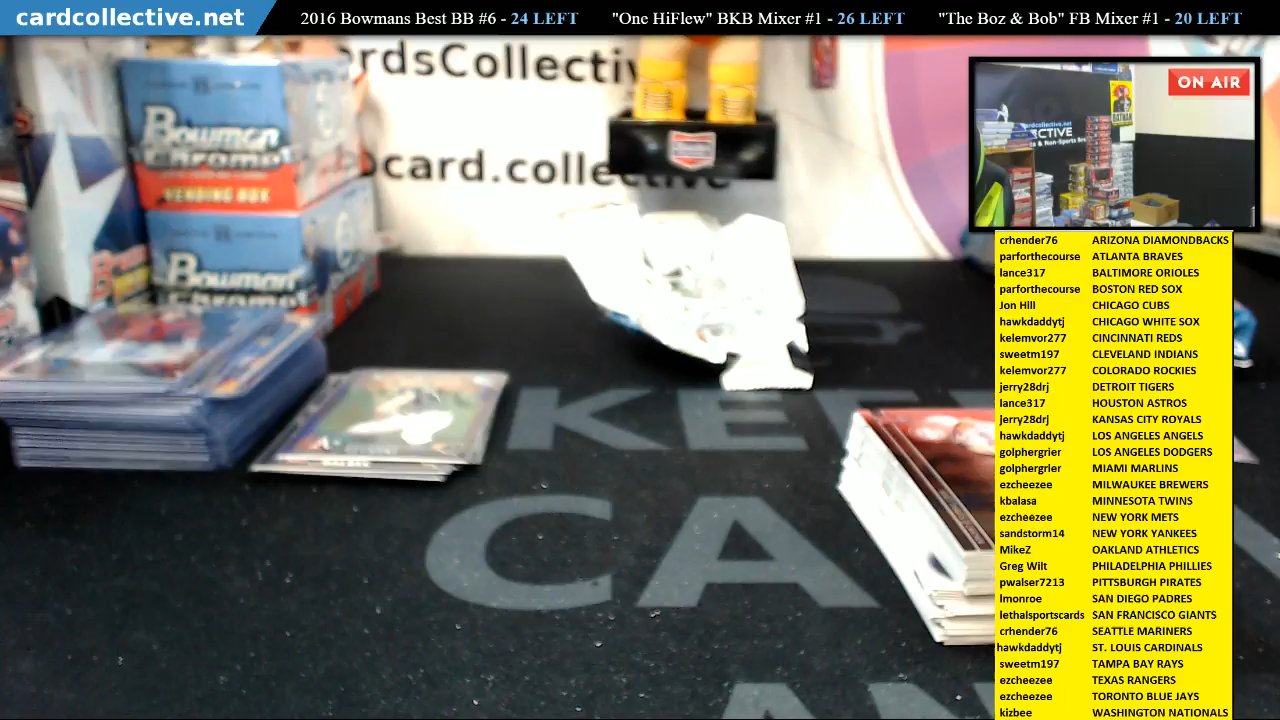 cardcollective.net
2016 Bowmans Best BB #6 - 24 LEFT
"One HiFlew" BKB Mixer #1 - 26 LEFT
"The Boz & Bob" FB Mixer #1 - 20 LEFT
ardsCollectiv
card.collective
Bowman
Chrome
VENDING BOX
Bowman
Chrome
ON AIR
cardcollective.net
CTIVE
KEE
CA
AN
crhender76 ARIZONA DIAMONDBACKS
parforthecourse ATLANTA BRAVES
lance317 BALTIMORE ORIOLES
parforthecourse BOSTON RED SOX
Jon Hill CHICAGO CUBS
hawkdaddytj CHICAGO WHITE SOX
kelemvor277 CINCINNATI REDS
sweetm197 CLEVELAND INDIANS
kelemvor277 COLORADO ROCKIES
jerry28drj DETROIT TIGERS
lance317 HOUSTON ASTROS
jerry28drj KANSAS CITY ROYALS
hawkdaddytj LOS ANGELES ANGELS
golphergrier LOS ANGELES DODGERS
golphergrier MIAMI MARLINS
ezcheezee MILWAUKEE BREWERS
kbalasa MINNESOTA TWINS
ezcheezee NEW YORK METS
sandstorm14 NEW YORK YANKEES
MikeZ OAKLAND ATHLETICS
Greg Wilt PHILADELPHIA PHILLIES
pwalser7213 PITTSBURGH PIRATES
lmonroe SAN DIEGO PADRES
lethalsportscards SAN FRANCISCO GIANTS
crhender76 SEATTLE MARINERS
hawkdaddytj ST. LOUIS CARDINALS
sweetm197 TAMPA BAY RAYS
ezcheezee TEXAS RANGERS
ezcheezee TORONTO BLUE JAYS
kizbee WASHINGTON NATIONALS